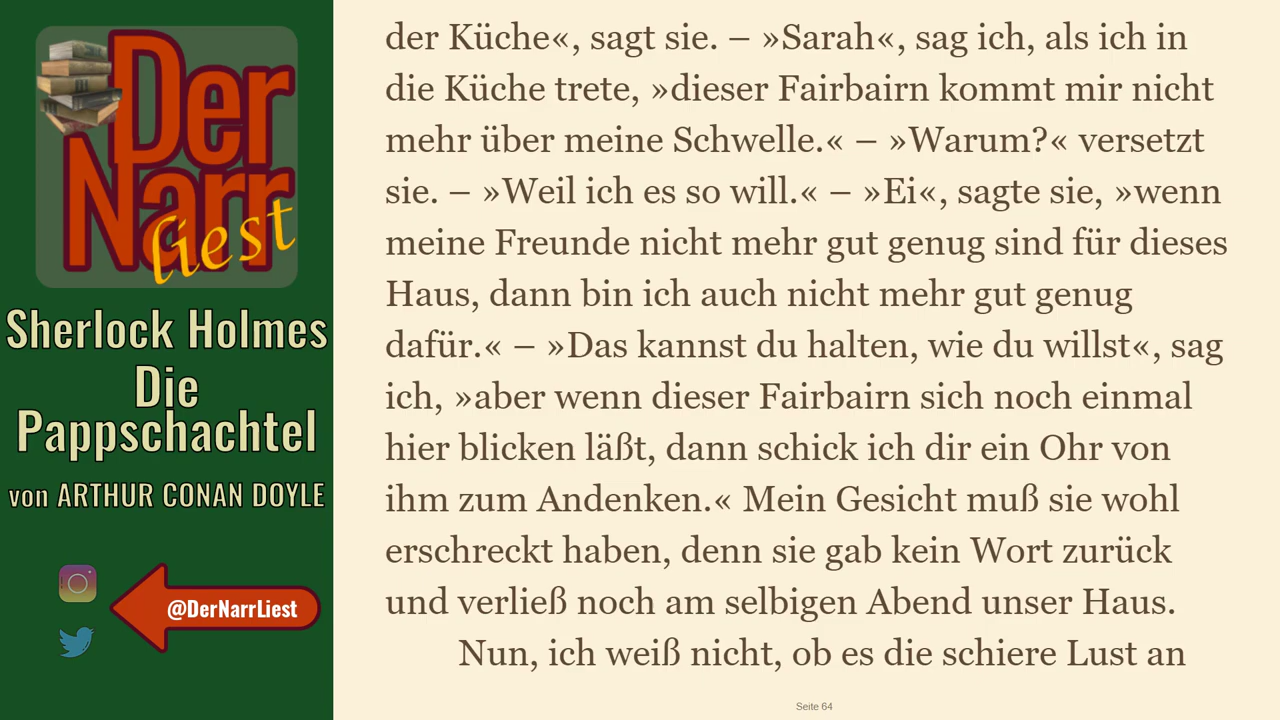 Der
Narr
liest
Sherlock Holmes
Die
Pappschachtel
von ARTHUR CONAN DOYLE
@DerNarrLiest
der Küche«, sagt sie. – »Sarah«, sag ich, als ich in
die Küche trete, »dieser Fairbairn kommt mir nicht
mehr über meine Schwelle.« – »Warum?« versetzt
sie. – »Weil ich es so will.« – »Ei«, sagte sie, »wenn
meine Freunde nicht mehr gut genug sind für dieses
Haus, dann bin ich auch nicht mehr gut genug
dafür.« – »Das kannst du halten, wie du willst«, sag
ich, »aber wenn dieser Fairbairn sich noch einmal
hier blicken läßt, dann schick ich dir ein Ohr von
ihm zum Andenken.« Mein Gesicht muß sie wohl
erschreckt haben, denn sie gab kein Wort zurück
und verließ noch am selbigen Abend unser Haus.
Nun, ich weiß nicht, ob es die schiere Lust an
Seite 64